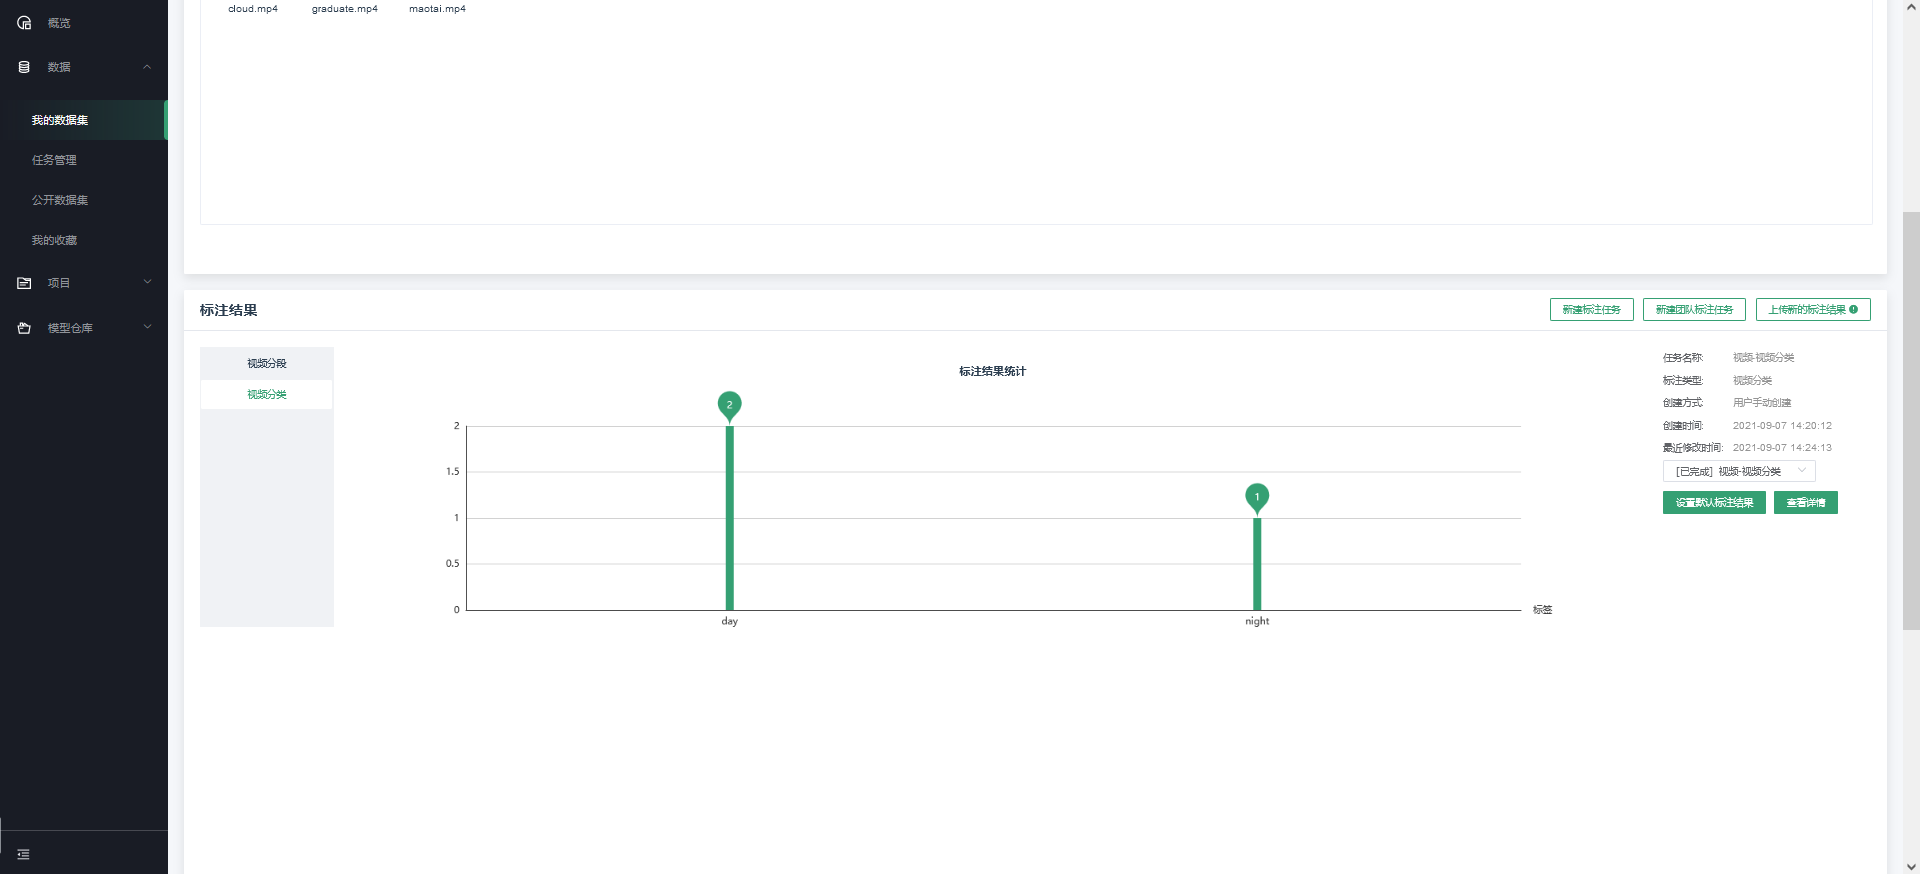 概览
数据
我的数据集
任务管理
公开数据集
我的收藏
项目
模型仓库
cloud.mp4 graduate.mp4 maotai.mp4
标注结果
新建标注任务 新建团队标注任务 上传新的标注结果
视频分段
视频分类
标注结果统计
2
1
2
1.5
1
0.5
0
day night
标签
任务名称: 视频-视频分类
标注类型: 视频分类
创建方式: 用户手动创建
创建时间: 2021-09-07 14:20:12
最近修改时间: 2021-09-07 14:24:13
[已完成] 视频-视频分类
设置默认标注结果 查看详情